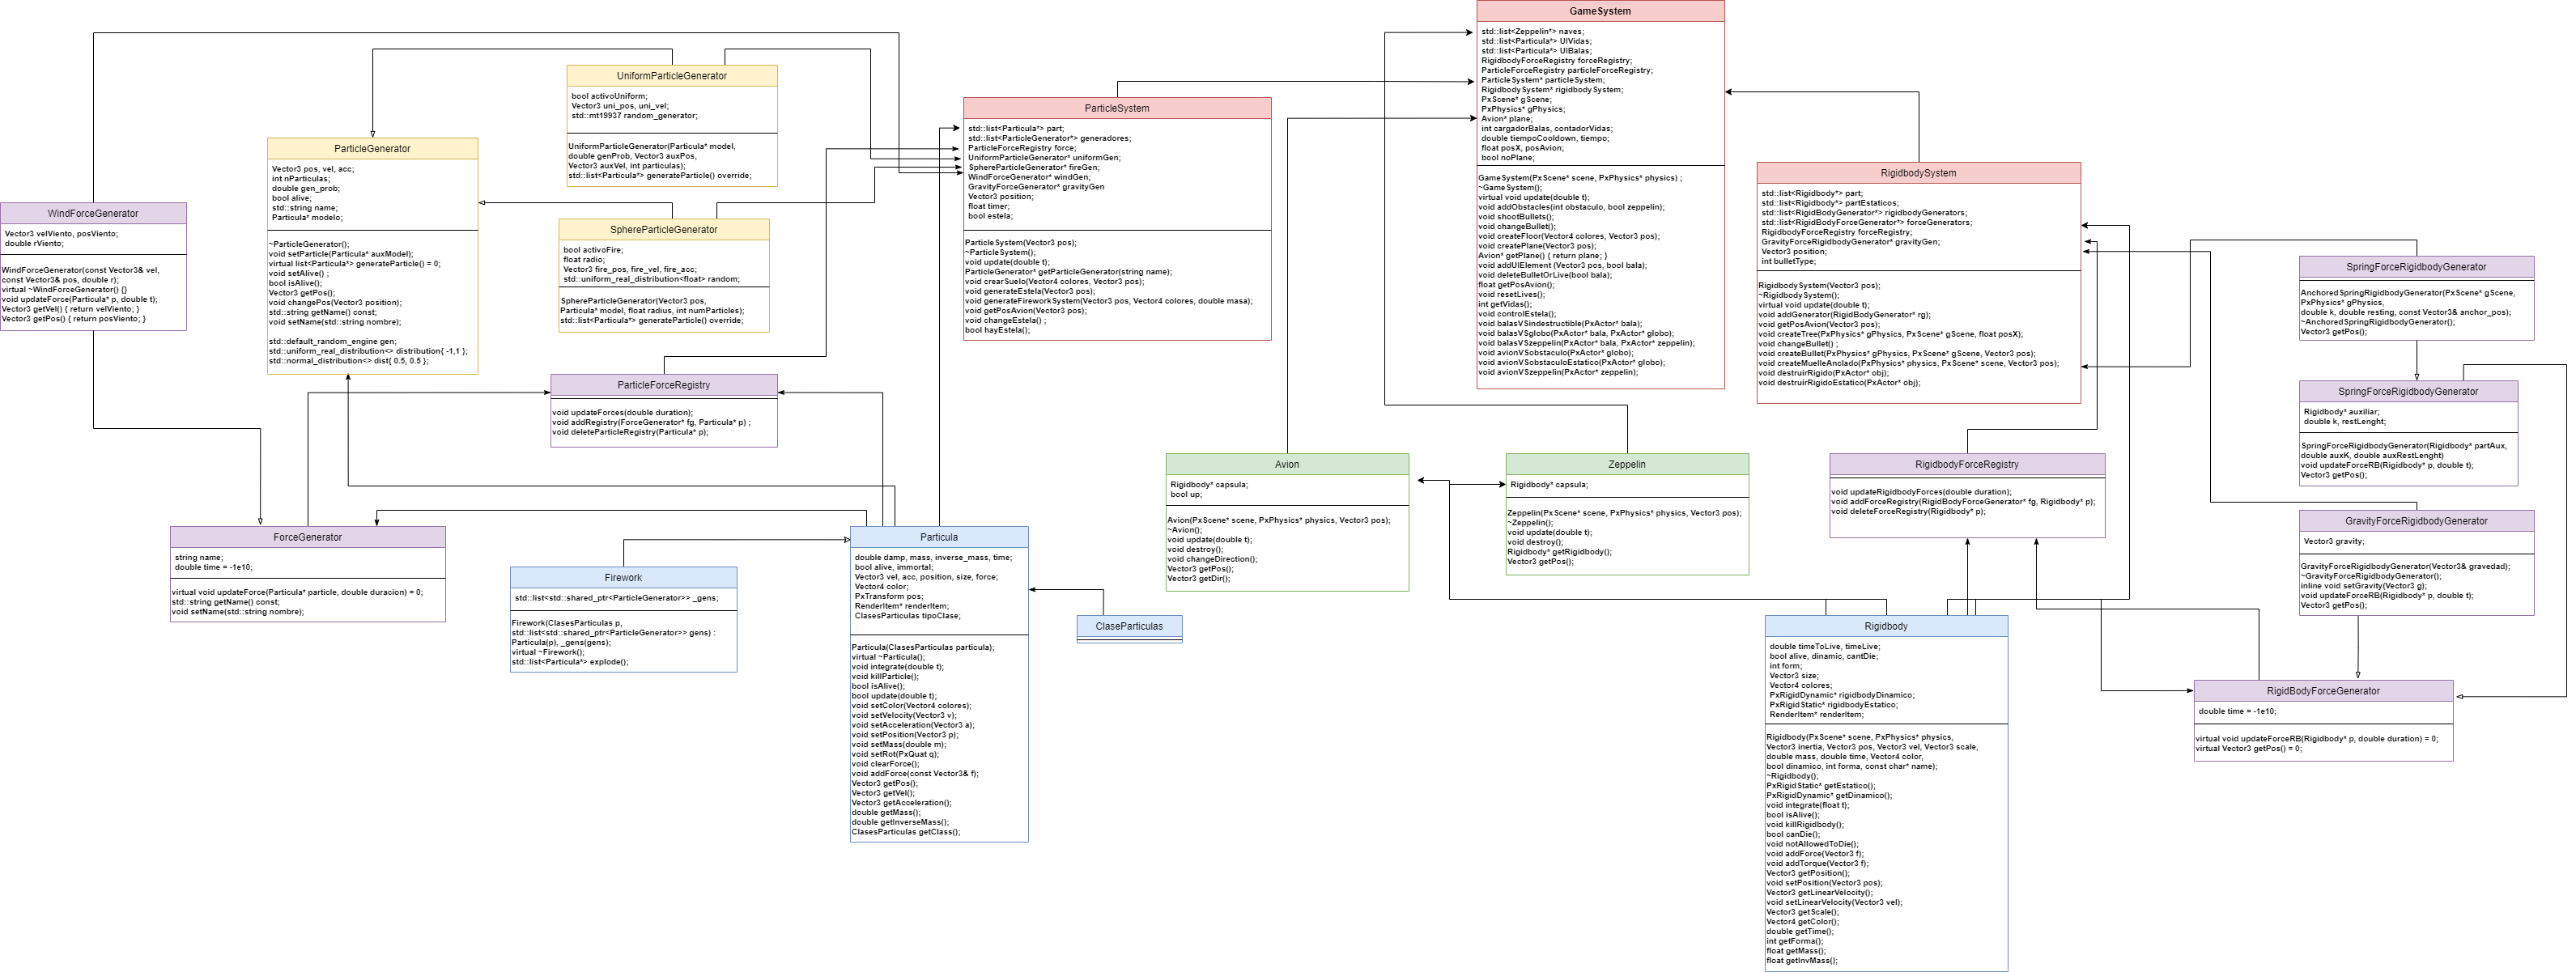 GameSystem
std::list<Zeppelin*> naves;
std::list<Particula*> UIVidas;
std::list<Particula*> UIBalas;
RigidbodyForceRegistry forceRegistry;
ParticleForceRegistry particleForceRegistry;
ParticleSystem* particleSystem;
RigidbodySystem* rigidbodySystem;
PxScene* gScene;
PxPhysics* gPhysics;
Avion* plane;
int cargadorBalas, contadorVidas;
double tiempoCooldown, tiempo;
float posX, posAvion;
bool noPlane;
GameSystem(PxScene* scene, PxPhysics* physics) ;
~GameSystem();
virtual void update(double t);
void addObstacles(int obstaculo, bool zeppelin);
void shootBullets();
void changeBullet();
void createFloor(Vector4 colores, Vector3 pos);
void createPlane(Vector3 pos);
Avion* getPlane() { return plane; }
void addUIElement (Vector3 pos, bool bala);
void deleteBulletOrLive(bool bala);
float getPosAvion();
void resetLives();
int getVidas();
void controlEstela();
void balasVSindestructible(PxActor* bala);
void balasVSglobo(PxActor* bala, PxActor* globo);
void balasVSzeppelin(PxActor* bala, PxActor* zeppelin);
void avionVSobstaculo(PxActor* globo);
void avionVSobstaculoEstatico(PxActor* globo);
void avionVSzeppelin(PxActor* zeppelin);
UniformParticleGenerator
bool activoUniform;
Vector3 uni_pos, uni_vel;
std::mt19937 random_generator;
UniformParticleGenerator(Particula* model,
double genProb, Vector3 auxPos,
Vector3 auxVel, int particulas);
std::list<Particula*> generateParticle() override;
ParticleSystem
std::list<Particula*> part;
std::list<ParticleGenerator*> generadores;
ParticleForceRegistry force;
UniformParticleGenerator* uniformGen;
SphereParticleGenerator* fireGen;
WindForceGenerator* windGen;
GravityForceGenerator* gravityGen
Vector3 position;
float timer;
bool estela;
ParticleSystem(Vector3 pos);
~ParticleSystem();
void update(double t);
ParticleGenerator* getParticleGenerator(string name);
void crearSuelo(Vector4 colores, Vector3 pos);
void generateEstela(Vector3 pos);
void generateFireworkSystem(Vector3 pos, Vector4 colores, double masa);
void getPosAvion(Vector3 pos);
void changeEstela() ;
bool hayEstela();
ParticleGenerator
Vector3 pos, vel, acc;
int nParticulas;
double gen_prob;
bool alive;
std::string name;
Particula* modelo;
~ParticleGenerator();
void setParticle(Particula* auxModel);
virtual list<Particula*> generateParticle() = 0;
void setAlive() ;
bool isAlive();
Vector3 getPos();
void changePos(Vector3 position);
std::string getName() const;
void setName(std::string nombre);
std::default_random_engine gen;
std::uniform_real_distribution<> distribution{ -1,1 };
std::normal_distribution<> dist{ 0.5, 0.5 };
RigidbodySystem
std::list<Rigidbody*> part;
std::list<Rigidbody*> partEstaticos;
std::list<RigidBodyGenerator*> rigidbodyGenerators;
std::list<RigidBodyForceGenerator*> forceGenerators;
RigidbodyForceRegistry forceRegistry;
GravityForceRigidbodyGenerator* gravityGen;
Vector3 position;
int bulletType;
RigidbodySystem(Vector3 pos);
~RigidbodySystem();
virtual void update(double t);
void addGenerator(RigidBodyGenerator* rg);
void getPosAvion(Vector3 pos);
void createTree(PxPhysics* gPhysics, PxScene* gScene, float posX);
void changeBullet() ;
void createBullet(PxPhysics* gPhysics, PxScene* gScene, Vector3 pos);
void createMuelleAnclado(PxPhysics* physics, PxScene* scene, Vector3 pos);
void destruirRigido(PxActor* obj);
void destruirRigidoEstatico(PxActor* obj);
WindForceGenerator
Vector3 velViento, posViento;
double rViento;
WindForceGenerator(const Vector3& vel,
const Vector3& pos, double r);
virtual ~WindForceGenerator() {}
void updateForce(Particula* p, double t);
Vector3 getVel() { return velViento; }
Vector3 getPos() { return posViento; }
SphereParticleGenerator
bool activoFire;
float radio;
Vector3 fire_pos, fire_vel, fire_acc;
std::uniform_real_distribution<float> random;
SphereParticleGenerator(Vector3 pos,
Particula* model, float radius, int numParticles);
std::list<Particula*> generateParticle() override;
SpringForceRigidbodyGenerator
AnchoredSpringRigidbodyGenerator(PxScene* gScene,
PxPhysics* gPhysics,
double k, double resting, const Vector3& anchor_pos);
~AnchoredSpringRigidbodyGenerator();
Vector3 getPos();
ParticleForceRegistry
void updateForces(double duration);
void addRegistry(ForceGenerator* fg, Particula* p) ;
void deleteParticleRegistry(Particula* p);
SpringForceRigidbodyGenerator
Rigidbody* auxiliar;
double k, restLenght;
SpringForceRigidbodyGenerator(Rigidbody* partAux,
double auxK, double auxRestLenght)
void updateForceRB(Rigidbody* p, double t);
Vector3 getPos();
Avion
Rigidbody* capsula;
bool up;
Avion(PxScene* scene, PxPhysics* physics, Vector3 pos);
~Avion();
void update(double t);
void destroy();
void changeDirection();
Vector3 getPos();
Vector3 getDir();
Zeppelin
Rigidbody* capsula;
Zeppelin(PxScene* scene, PxPhysics* physics, Vector3 pos);
~Zeppelin();
void update(double t);
void destroy();
Rigidbody* getRigidbody();
Vector3 getPos();
RigidbodyForceRegistry
void updateRigidbodyForces(double duration);
void addForceRegistry(RigidBodyForceGenerator* fg, Rigidbody* p);
void deleteForceRegistry(Rigidbody* p);
GravityForceRigidbodyGenerator
Vector3 gravity;
GravityForceRigidbodyGenerator(Vector3& gravedad);
~GravityForceRigidbodyGenerator();
inline void setGravity(Vector3 g);
void updateForceRB(Rigidbody* p, double t);
Vector3 getPos();
ForceGenerator
string name;
double time = -1e10;
virtual void updateForce(Particula* particle, double duracion) = 0;
std::string getName() const;
void setName(std::string nombre);
Firework
std::list<std::shared_ptr<ParticleGenerator>> _gens;
Firework(ClasesParticulas p,
std::list<std::shared_ptr<ParticleGenerator>> gens) :
Particula(p), _gens(gens);
virtual ~Firework();
std::list<Particula*> explode();
Particula
double damp, mass, inverse_mass, time;
bool alive, immortal;
Vector3 vel, acc, position, size, force;
Vector4 color;
PxTransform pos;
RenderItem* renderItem;
ClasesParticulas tipoClase;
Particula(ClasesParticulas particula);
virtual ~Particula();
void integrate(double t);
void killParticle();
bool isAlive();
bool update(double t);
void setColor(Vector4 colores);
void setVelocity(Vector3 v);
void setAcceleration(Vector3 a);
void setPosition(Vector3 p);
void setMass(double m);
void setRot(PxQuat q);
void clearForce();
void addForce(const Vector3& f);
Vector3 getPos();
Vector3 getVel();
Vector3 getAcceleration();
double getMass();
double getInverseMass();
ClasesParticulas getClass();
ClaseParticulas
Rigidbody
double timeToLive, timeLive;
bool alive, dinamic, cantDie;
int form;
Vector3 size;
Vector4 colores;
PxRigidDynamic* rigidbodyDinamico;
PxRigidStatic* rigidbodyEstatico;
RenderItem* renderItem;
Rigidbody(PxScene* scene, PxPhysics* physics,
Vector3 inertia, Vector3 pos, Vector3 vel, Vector3 scale,
double mass, double time, Vector4 color,
bool dinamico, int forma, const char* name);
~Rigidbody();
PxRigidStatic* getEstatico();
PxRigidDynamic* getDinamico();
void integrate(float t);
bool isAlive();
void killRigidbody();
bool canDie();
void notAllowedToDie();
void addForce(Vector3 f);
void addTorque(Vector3 f);
Vector3 getPosition();
void setPosition(Vector3 pos);
Vector3 getLinearVelocity();
void setLinearVelocity(Vector3 vel);
Vector3 getScale();
Vector4 getColor();
double getTime();
int getForma();
float getMass();
float getInvMass();
RigidBodyForceGenerator
double time = -1e10;
virtual void updateForceRB(Rigidbody* p, double duration) = 0;
virtual Vector3 getPos() = 0;